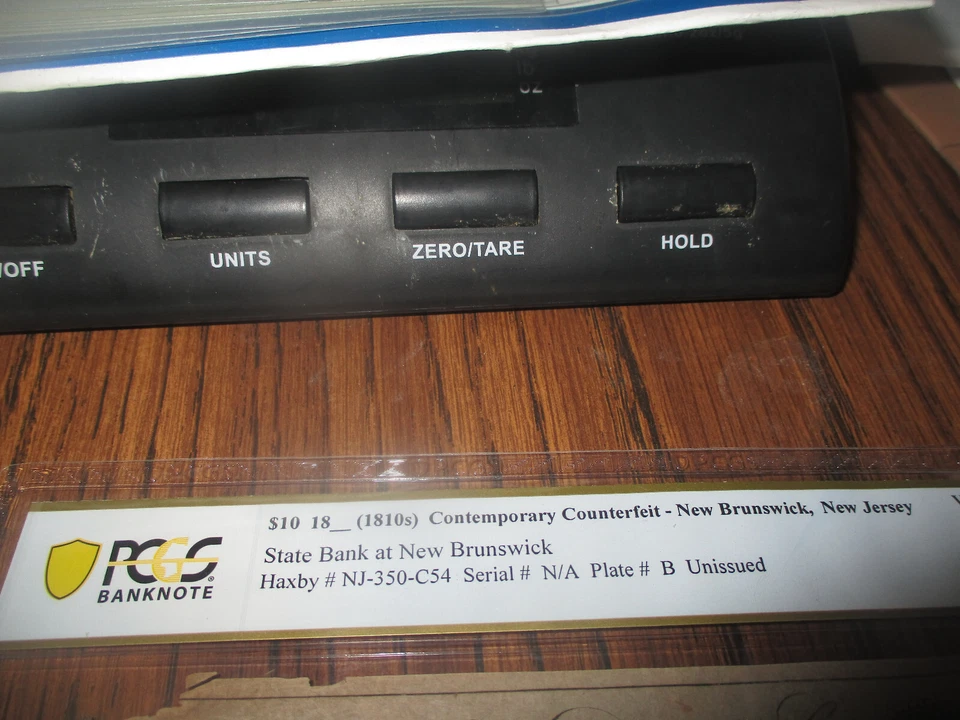 lb
oz
/OFF
UNITS
ZERO/TARE
HOLD
$10 18__ (1810s) Contemporary Counterfeit - New Brunswick, New Jersey
State Bank at New Brunswick
Haxby # NJ-350-C54 Serial # N/A Plate # B Unissued
PCGS®
BANKNOTE